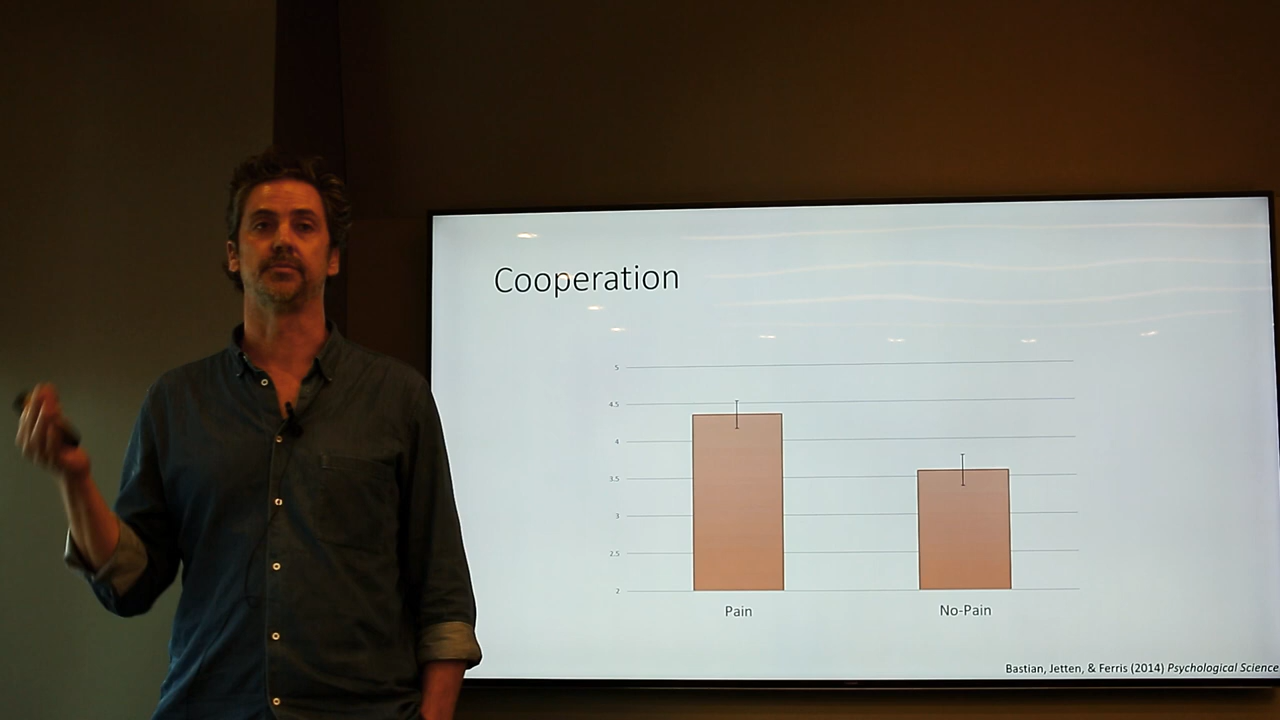 Cooperation
5
4.5
4
3.5
3
2.5
2
Pain No-Pain
Bastian, Jetten, & Ferris (2014) Psychological Science